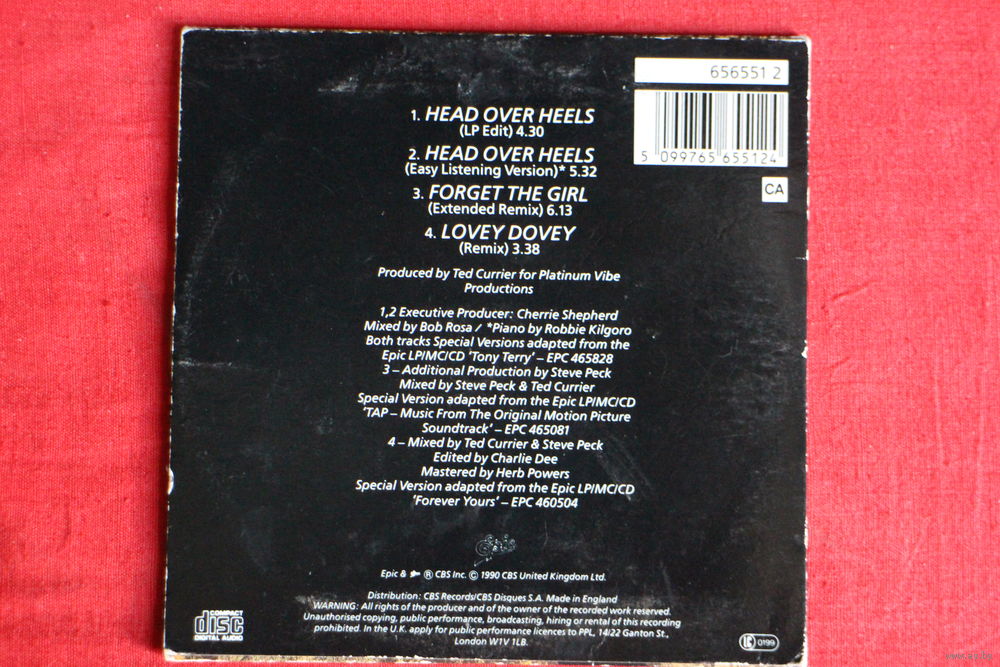 656551 2
5 099765 655124
CA
1. HEAD OVER HEELS
(LP Edit) 4.30
2. HEAD OVER HEELS
(Easy Listening Version)* 5.32
3. FORGET THE GIRL
(Extended Remix) 6.13
4. LOVEY DOVEY
(Remix) 3.38
Produced by Ted Currier for Platinum Vibe
Productions
1,2 Executive Producer: Cherrie Shepherd
Mixed by Bob Rosa / *Piano by Robbie Kilgoro
Both tracks Special Versions adapted from the
Epic LP/MC/CD 'Tony Terry' – EPC 465828
3 – Additional Production by Steve Peck
Mixed by Steve Peck & Ted Currier
Special Version adapted from the Epic LP/MC/CD
'TAP – Music From The Original Motion Picture
Soundtrack' – EPC 465081
4 – Mixed by Ted Currier & Steve Peck
Edited by Charlie Dee
Mastered by Herb Powers
Special Version adapted from the Epic LP/MC/CD
'Forever Yours' – EPC 460504
Epic
Epic & ® CBS Inc. © 1990 CBS United Kingdom Ltd.
Distribution: CBS Records/CBS Disques S.A. Made in England
WARNING: All rights of the producer and of the owner of the recorded work reserved.
Unauthorised copying, public performance, broadcasting, hiring or rental of this recording
prohibited. In the U.K. apply for public performance licences to PPL, 14/22 Ganton St.,
London W1V 1LB.
COMPACT
disc
DIGITAL AUDIO
LC 0199